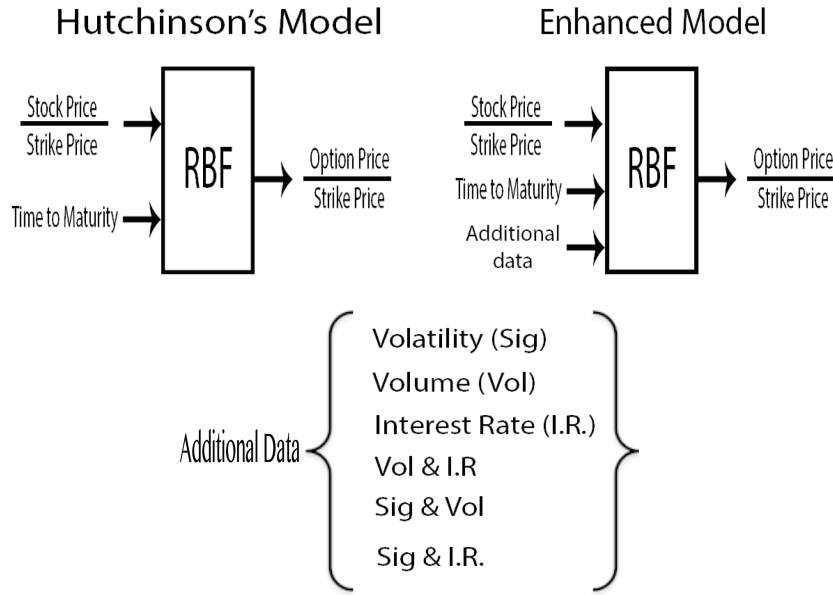 Hutchinson's Model
Stock Price
Strike Price
Time to Maturity
RBF
Option Price
Strike Price
Enhanced Model
Stock Price
Strike Price
Time to Maturity
Additional
data
RBF
Option Price
Strike Price
Additional Data
Volatility (Sig)
Volume (Vol)
Interest Rate (I.R.)
Vol & I.R
Sig & Vol
Sig & I.R.